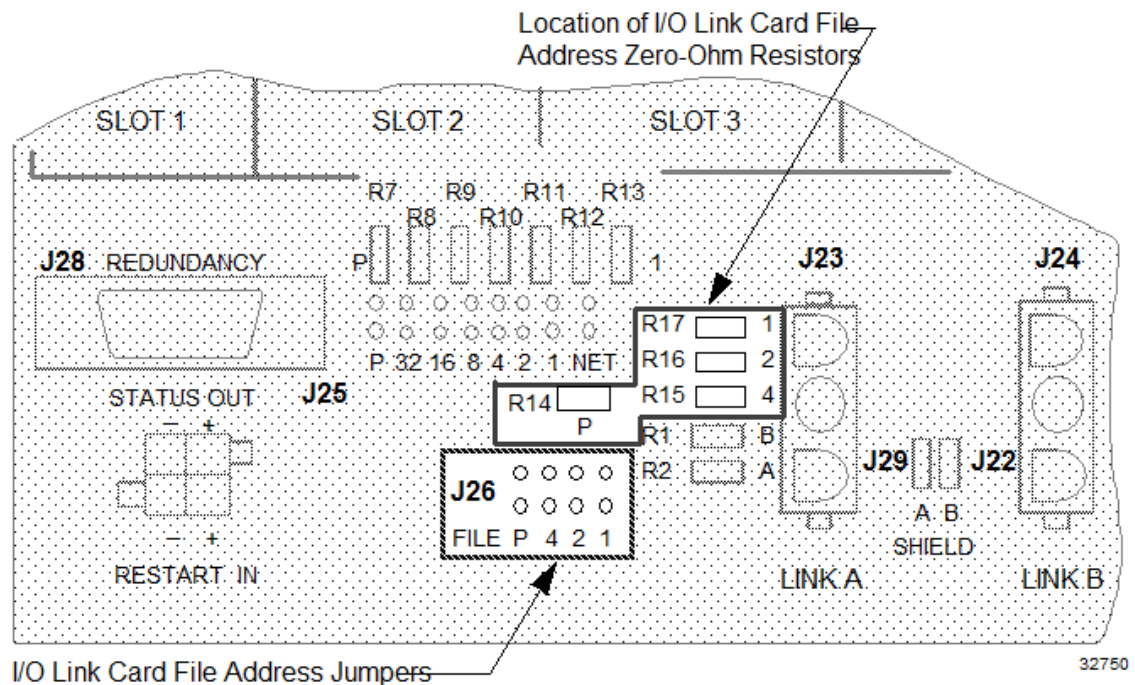 Location of I/O Link Card File
Address Zero-Ohm Resistors
SLOT 1 SLOT 2 SLOT 3
R7 R9 R11 R13
R8 R10 R12
J28 REDUNDANCY P 1 J23 J24
R17 1
P 32 16 8 4 2 1 NET R16 2
STATUS OUT J25 R14 R15 4
– + P R1 B
J26 R2 A J29 J22
FILE P 4 2 1 A B
– + SHIELD
RESTART IN LINK A LINK B
I/O Link Card File Address Jumpers
32750